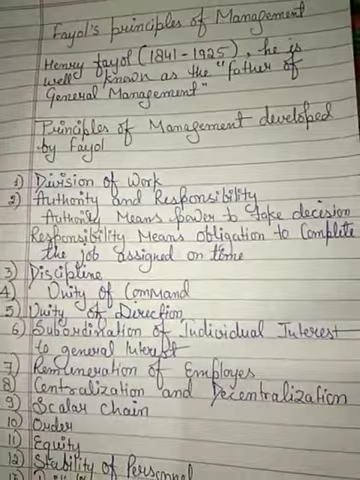 Fayol's principles of Management
Henry fayol (1841-1925), he is
well known as the "father of
General Management"
Principles of Management developed
by Fayol
1) Division of Work
2) Authority and Responsibility
Authority Means power to take decision
Responsibility Means obligation to Complete
the job assigned on time
3) Discipline
4) Unity of Command
5) Unity of Direction
6) Subordination of Individual Interest
to general Interest
7) Remuneration of Employes
8) Centralization and Decentralization
9) Scalar chain
10) Order
11) Equity
12) Stability of Personnel